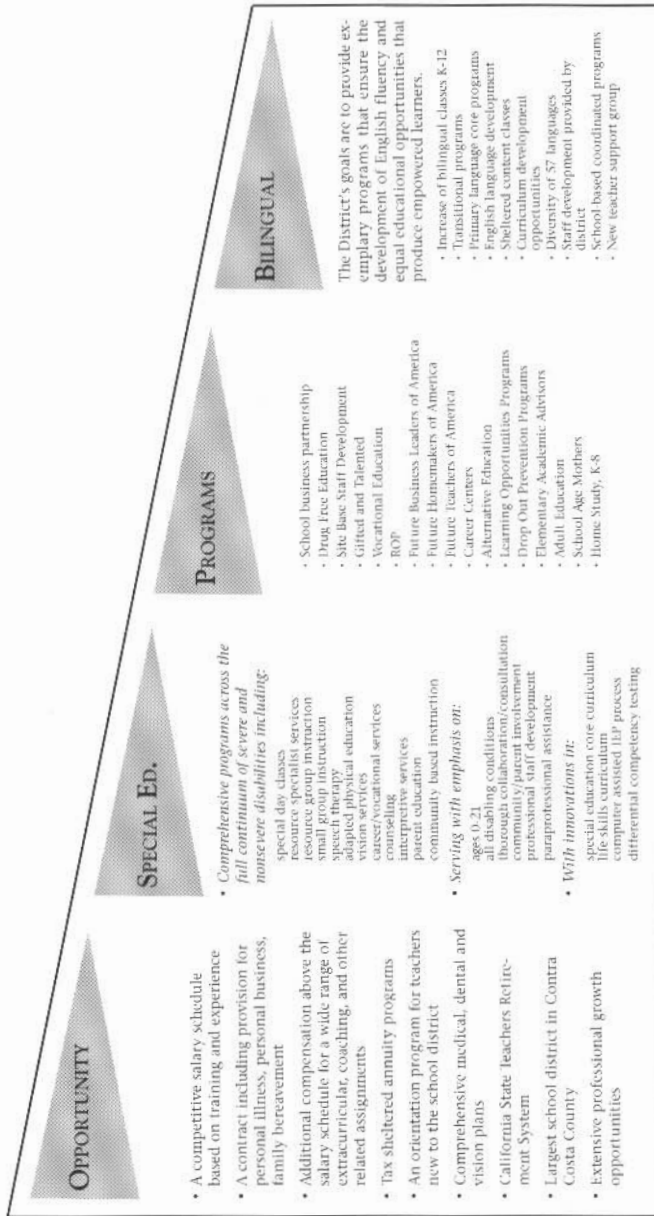 OPPORTUNITY
• A competitive salary schedule
based on training and experience
• A contract including provision for
personal illness, personal business,
family bereavement
• Additional compensation above the
salary schedule for a wide range of
extracurricular, coaching, and other
related assignments
• Tax sheltered annuity programs
• An orientation program for teachers
new to the school district
• Comprehensive medical, dental and
vision plans
• California State Teachers Retire-
ment System
• Largest school district in Contra
Costa County
• Extensive professional growth
opportunities
SPECIAL ED.
• Comprehensive programs across the
full continuum of severe and
nonsevere disabilities including:
special day classes
resource specialist services
resource group instruction
small group instruction
speech therapy
adapted physical education
vision services
career/vocational services
counseling
interpretive services
parent education
community based instruction
• Serving with emphasis on:
ages 0-21
all disabling conditions
thorough collaboration/consultation
community/parent involvement
professional staff development
paraprofessional assistance
• With innovations in:
special education core curriculum
life skills curriculum
computer assisted IEP process
differential competency testing
PROGRAMS
• School business partnership
• Drug Free Education
• Site Base Staff Development
• Gifted and Talented
• Vocational Education
• ROP
• Future Business Leaders of America
• Future Homemakers of America
• Future Teachers of America
• Career Centers
• Alternative Education
• Learning Opportunities Programs
• Drop Out Prevention Programs
• Elementary Academic Advisors
• Adult Education
• School Age Mothers
• Home Study, K-8
BILINGUAL
The District's goals are to provide ex-
emplary programs that ensure the
development of English fluency and
equal educational opportunities that
produce empowered learners.
• Increase of bilingual classes K-12
• Transitional programs
• Primary language core programs
• English language development
• Sheltered content classes
• Curriculum development
opportunities
• Diversity of 57 languages
• Staff development provided by
district
• School-based coordinated programs
• New teacher support group